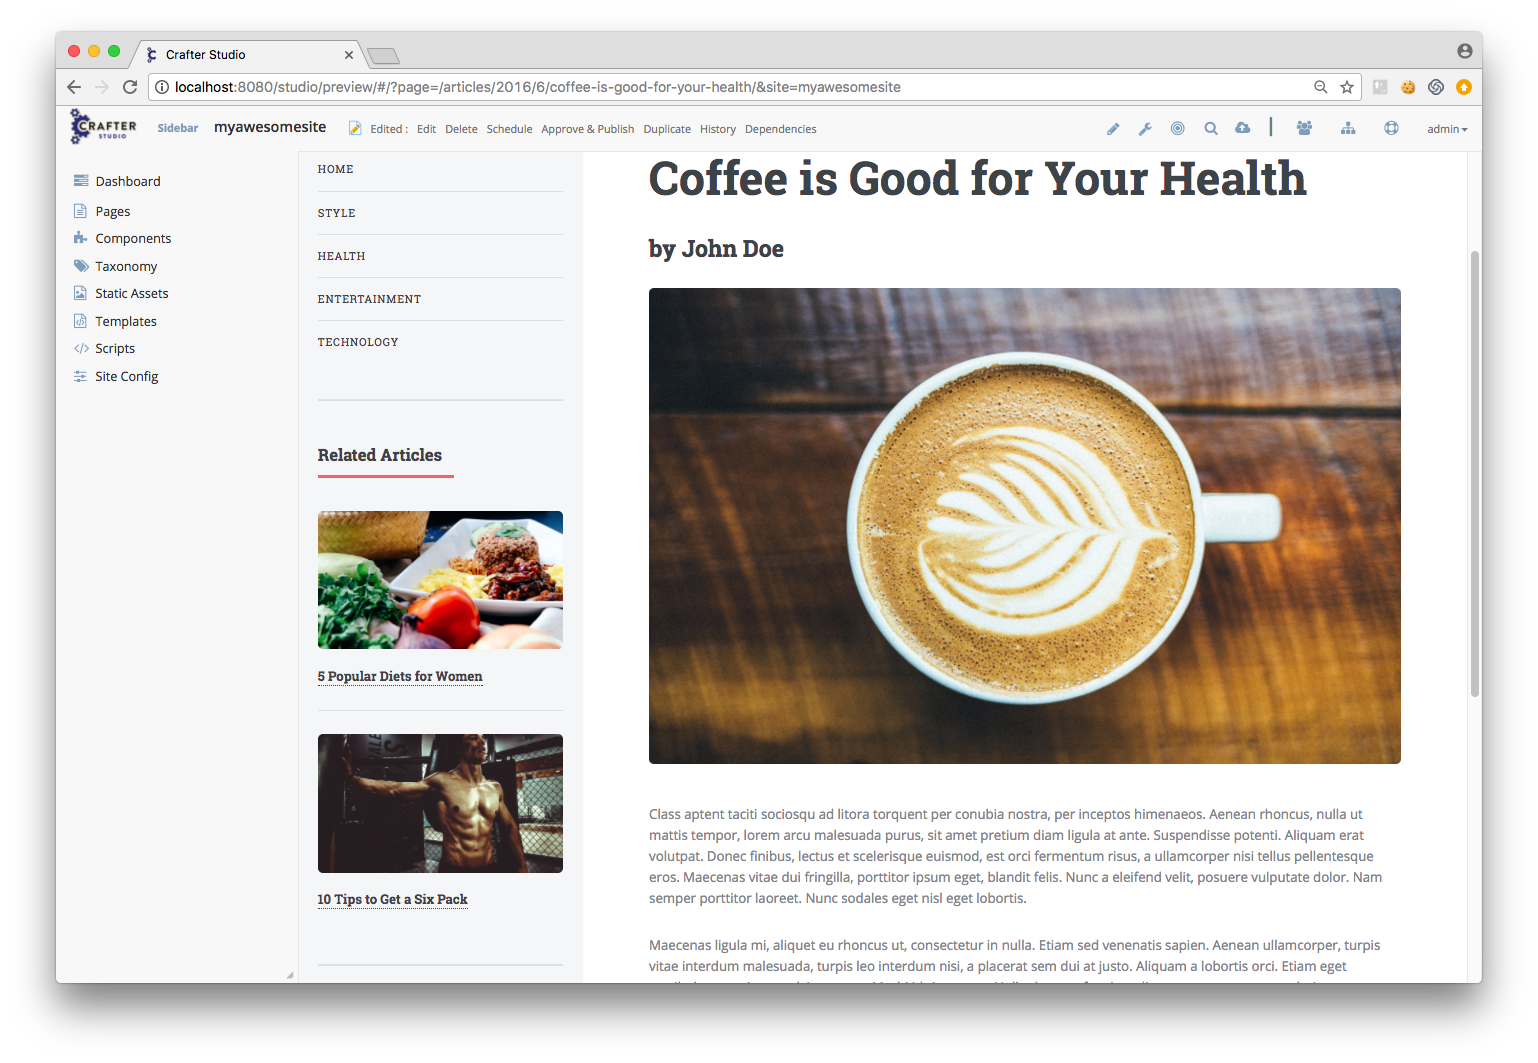 Crafter Studio
localhost:8080/studio/preview/#/?page=/articles/2016/6/coffee-is-good-for-your-health/&site=myawesomesite
CRAFTER
STUDIO
Sidebar
myawesomesite
Edited :
Edit
Delete
Schedule
Approve & Publish
Duplicate
History
Dependencies
admin
Dashboard
Pages
Components
Taxonomy
Static Assets
Templates
Scripts
Site Config
HOME
STYLE
HEALTH
ENTERTAINMENT
TECHNOLOGY
Related Articles
5 Popular Diets for Women
10 Tips to Get a Six Pack
Coffee is Good for Your Health
by John Doe
Class aptent taciti sociosqu ad litora torquent per conubia nostra, per inceptos himenaeos. Aenean rhoncus, nulla ut
mattis tempor, lorem arcu malesuada purus, sit amet pretium diam ligula at ante. Suspendisse potenti. Aliquam erat
volutpat. Donec finibus, lectus et scelerisque euismod, est orci fermentum risus, a ullamcorper nisi tellus pellentesque
eros. Maecenas vitae dui fringilla, porttitor ipsum eget, blandit felis. Nunc a eleifend velit, posuere vulputate dolor. Nam
semper porttitor laoreet. Nunc sodales eget nisl eget lobortis.
Maecenas ligula mi, aliquet eu rhoncus ut, consectetur in nulla. Etiam sed venenatis sapien. Aenean ullamcorper, turpis
vitae interdum malesuada, turpis leo interdum nisi, a placerat sem dui at justo. Aliquam a lobortis orci. Etiam eget